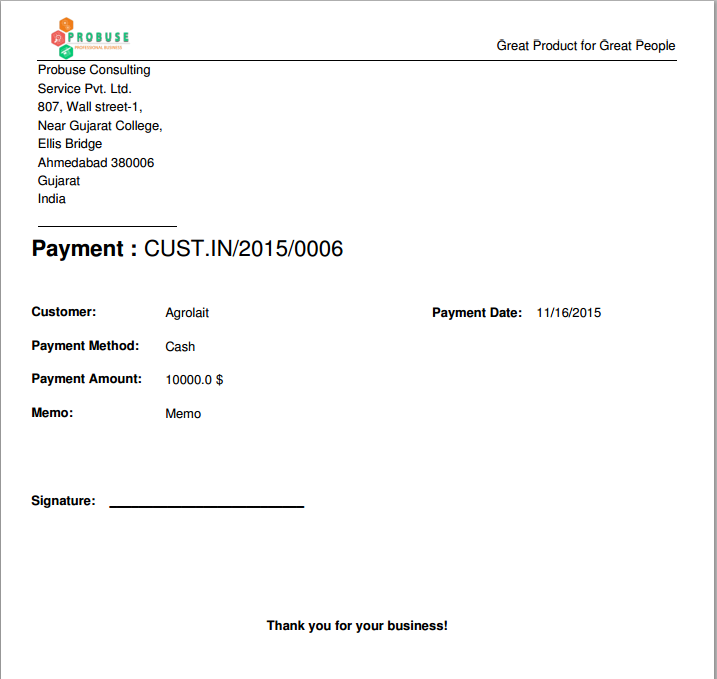 PROBUSE
PROFESSIONAL BUSINESS
Great Product for Great People
Probuse Consulting
Service Pvt. Ltd.
807, Wall street-1,
Near Gujarat College,
Ellis Bridge
Ahmedabad 380006
Gujarat
India
Payment : CUST.IN/2015/0006
Customer: Agrolait Payment Date: 11/16/2015
Payment Method: Cash
Payment Amount: 10000.0 $
Memo: Memo
Signature:
Thank you for your business!